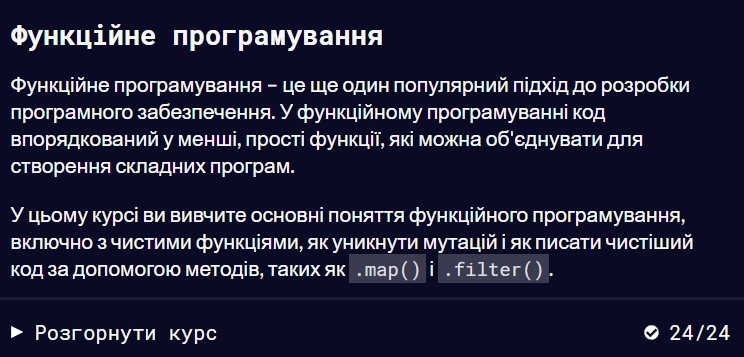 Функційне програмування
Функційне програмування – це ще один популярний підхід до розробки
програмного забезпечення. У функційному програмуванні код
впорядкований у менші, прості функції, які можна об'єднувати для
створення складних програм.
У цьому курсі ви вивчите основні поняття функційного програмування,
включно з чистими функціями, як уникнути мутацій і як писати чистіший
код за допомогою методів, таких як .map() і .filter().
Розгорнути курс 24/24